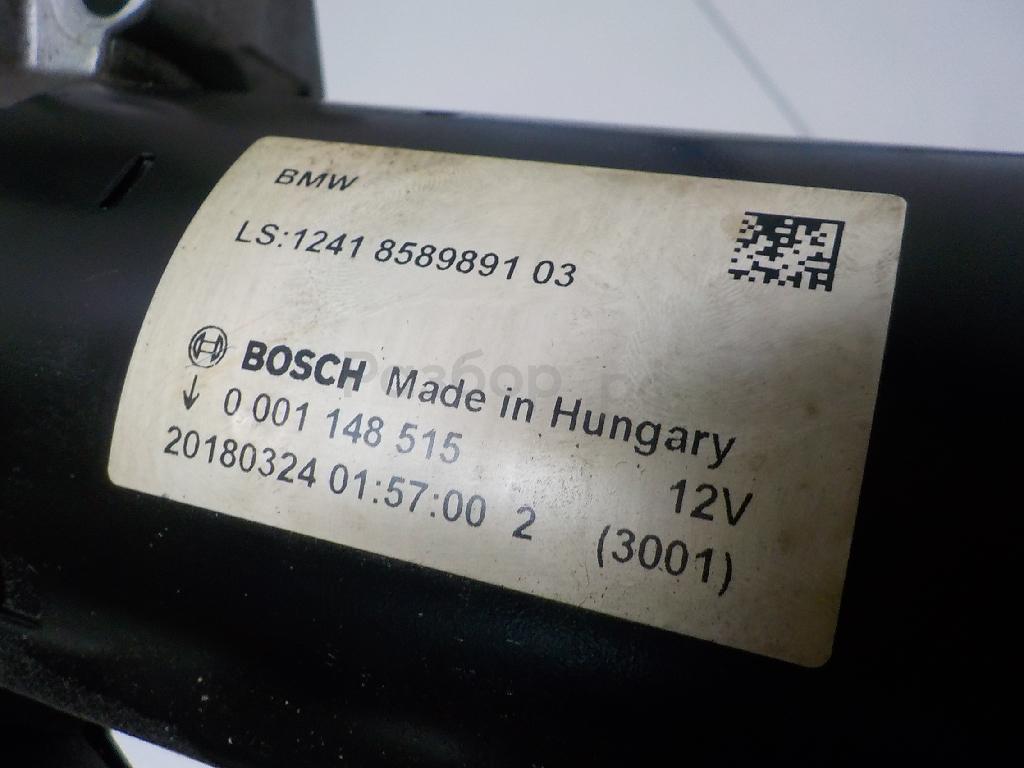 BMW
LS:1241 8589891 03
BOSCH Made in Hungary
0 001 148 515 12V
20180324 01:57:00 2 (3001)